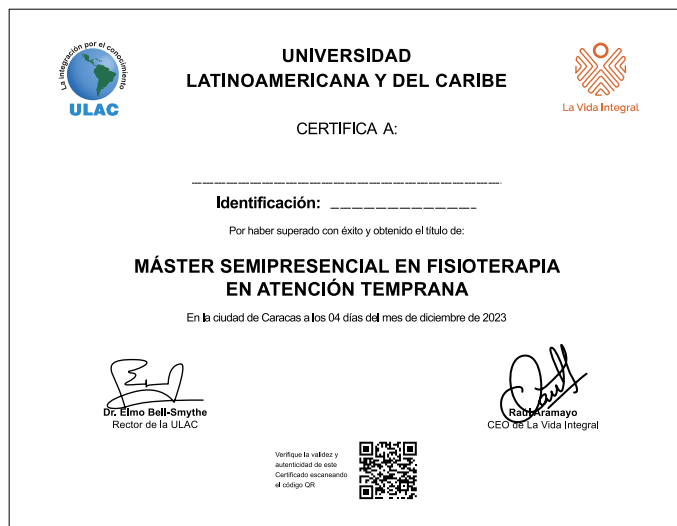 La integración por el conocimiento
ULAC
UNIVERSIDAD
LATINOAMERICANA Y DEL CARIBE
La Vida Integral
CERTIFICA A:
Identificación:
Por haber superado con éxito y obtenido el título de:
MÁSTER SEMIPRESENCIAL EN FISIOTERAPIA
EN ATENCIÓN TEMPRANA
En la ciudad de Caracas a los 04 días del mes de diciembre de 2023
Dr. Elmo Bell-Smythe
Rector de la ULAC
Raúl Aramayo
CEO de La Vida Integral
Verifique la validez y
autenticidad de este
Certificado escaneando
el código QR